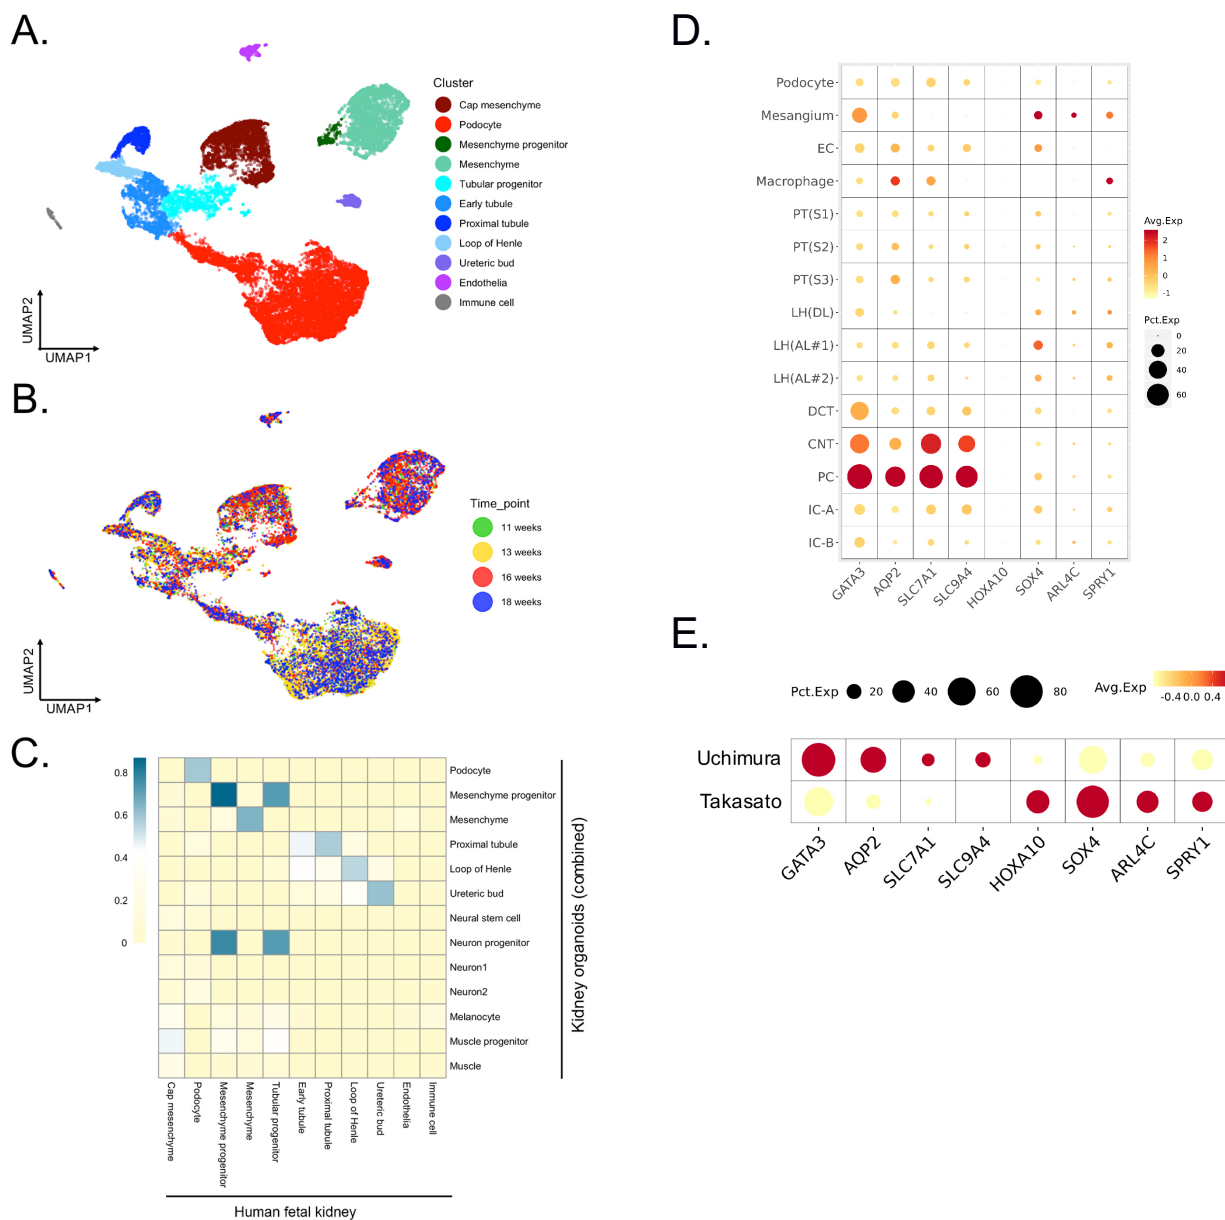 A.
Cluster
Cap mesenchyme
Podocyte
Mesenchyme progenitor
Mesenchyme
Tubular progenitor
Early tubule
Proximal tubule
Loop of Henle
Ureteric bud
Endothelia
Immune cell
UMAP2
UMAP1
B.
Time_point
11 weeks
13 weeks
16 weeks
18 weeks
UMAP2
UMAP1
C.
0.8
0.6
0.4
0.2
0
Podocyte
Mesenchyme progenitor
Mesenchyme
Proximal tubule
Loop of Henle
Ureteric bud
Neural stem cell
Neuron progenitor
Neuron1
Neuron2
Melanocyte
Muscle progenitor
Muscle
Kidney organoids (combined)
Cap mesenchyme
Podocyte
Mesenchyme progenitor
Mesenchyme
Tubular progenitor
Early tubule
Proximal tubule
Loop of Henle
Ureteric bud
Endothelia
Immune cell
Human fetal kidney
D.
Podocyte
Mesangium
EC
Macrophage
PT(S1)
PT(S2)
PT(S3)
LH(DL)
LH(AL#1)
LH(AL#2)
DCT
CNT
PC
IC-A
IC-B
GATA3
AQP2
SLC7A1
SLC9A4
HOXA10
SOX4
ARL4C
SPRY1
Avg.Exp
2
1
0
-1
Pct.Exp
0
20
40
60
E.
Pct.Exp 20 40 60 80 Avg.Exp
-0.4 0.0 0.4
Uchimura
Takasato
GATA3
AQP2
SLC7A1
SLC9A4
HOXA10
SOX4
ARL4C
SPRY1